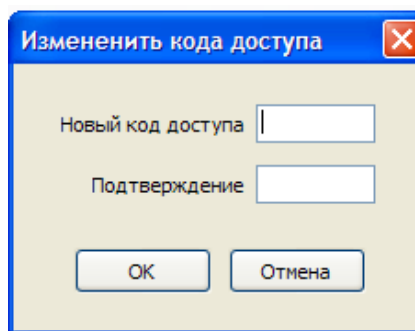 Измененить кода доступа
Новый код доступа
Подтверждение
OK
Отмена